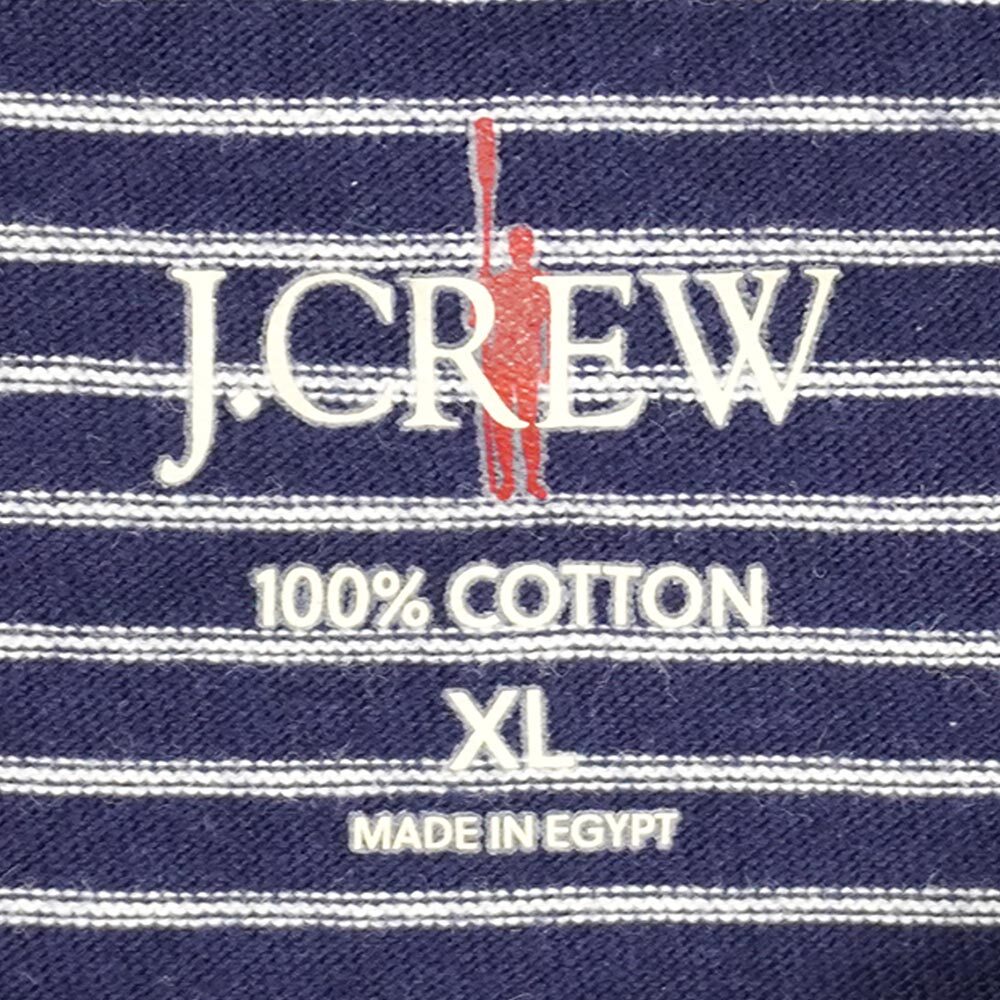 J.CREW
100% COTTON
XL
MADE IN EGYPT